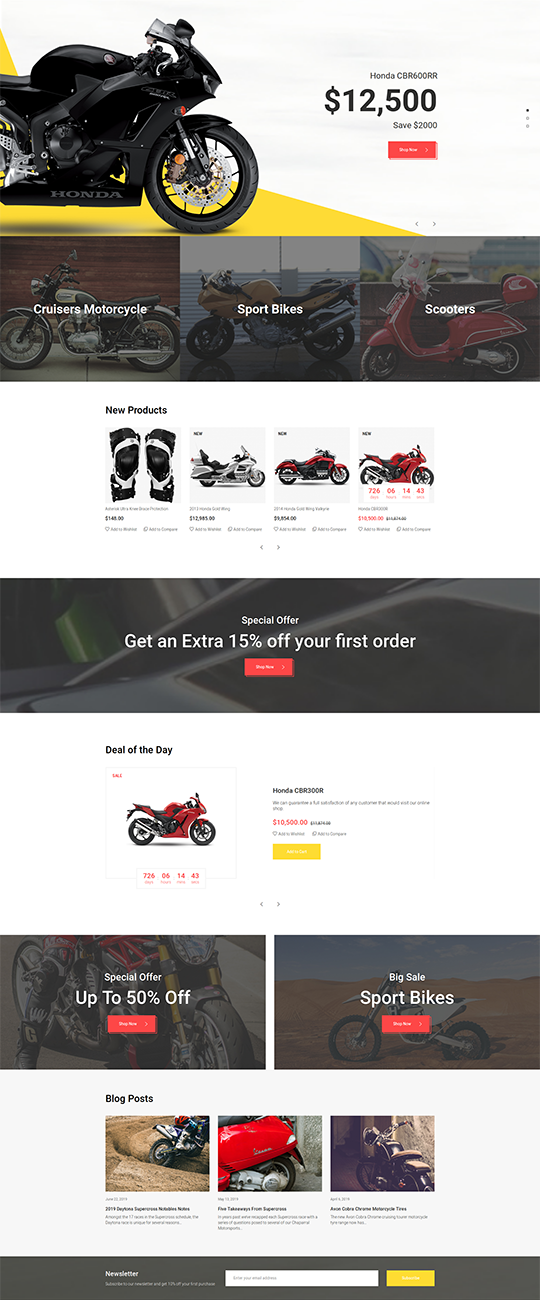 Honda CBR600RR
$12,500
Save $2000
Shop Now
HONDA
Cruisers Motorcycle
Sport Bikes
Scooters
New Products
NEW
NEW
NEW
726 06 14 43
days hours mins secs
Asterisk Ultra Knee Brace Protection
2013 Honda Gold Wing
2014 Honda Gold Wing Valkyrie
Honda CBR300R
$148.00
$12,985.00
$9,854.00
$10,500.00 $11,874.00
Add to Wishlist Add to Compare
Add to Wishlist Add to Compare
Add to Wishlist Add to Compare
Add to Wishlist Add to Compare
Special Offer
Get an Extra 15% off your first order
Shop Now
Deal of the Day
SALE
726 06 14 43
days hours mins secs
Honda CBR300R
We can guarantee a full satisfaction of any customer that would visit our online
shop.
$10,500.00 $11,874.00
Add to Wishlist Add to Compare
Add to Cart
Special Offer
Up To 50% Off
Shop Now
Big Sale
Sport Bikes
Shop Now
Blog Posts
June 22, 2019
2019 Daytona Supercross Notables Notes
Amongst the 17 races in the Supercross schedule, the
Daytona race is unique for several reasons...
May 13, 2019
Five Takeaways From Supercross
In years past we've recapped each Supercross race with a
series of questions posed to several of our Chaparral
Motorsports...
April 6, 2019
Avon Cobra Chrome Motorcycle Tires
The new Avon Cobra Chrome cruising tourer motorcycle
tyre range now has...
Newsletter
Subscribe to our newsletter and get 10% off your first purchase
Enter your email address
Subscribe